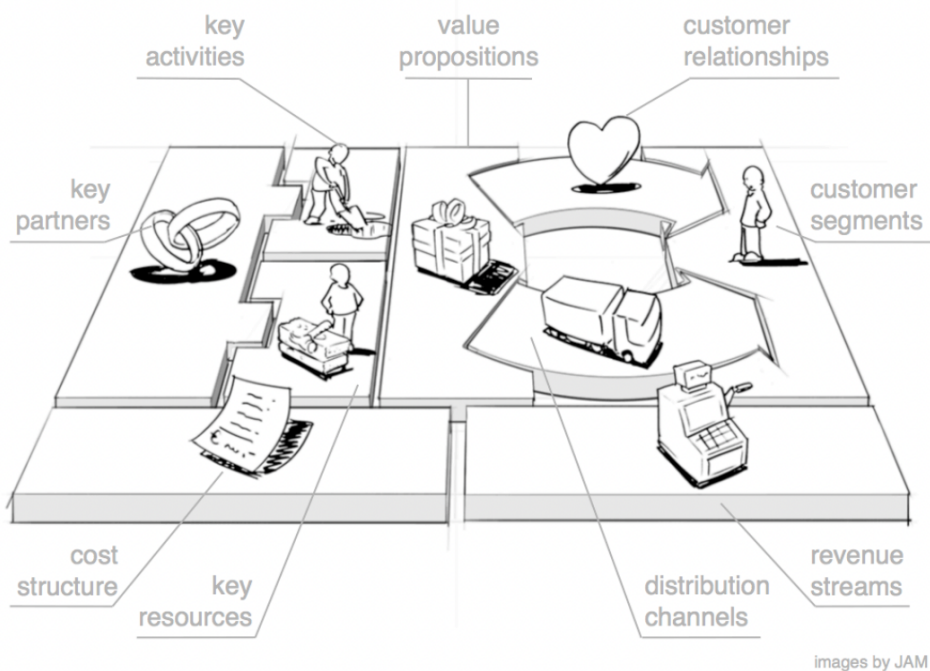 key
activities
value
propositions
customer
relationships
key
partners
customer
segments
€
cost
structure
key
resources
distribution
channels
revenue
streams
images by JAM